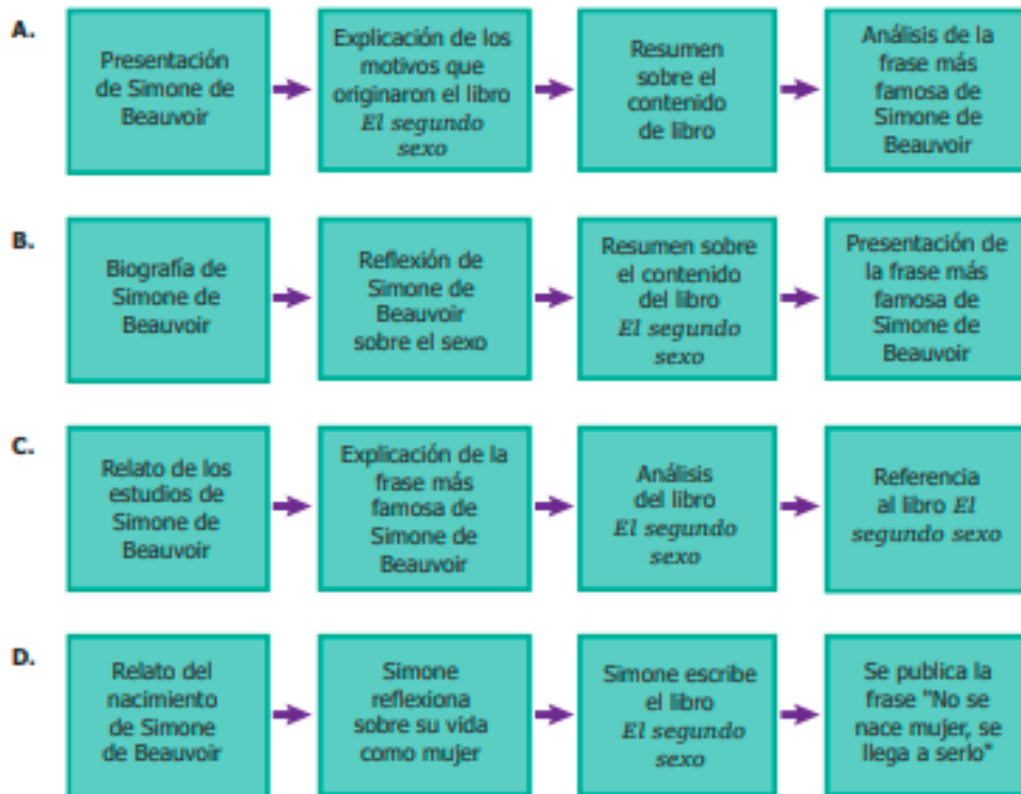 A.
Presentación
de Simone de
Beauvoir
Explicación de los
motivos que
originaron el libro
El segundo
sexo
Resumen
sobre el
contenido
de libro
Análisis de la
frase más
famosa de
Simone de
Beauvoir
B.
Biografía de
Simone de
Beauvoir
Reflexión de
Simone de
Beauvoir
sobre el sexo
Resumen sobre
el contenido
del libro
El segundo
sexo
Presentación de
la frase más
famosa de
Simone de
Beauvoir
C.
Relato de los
estudios de
Simone de
Beauvoir
Explicación de la
frase más
famosa de
Simone de
Beauvoir
Análisis
del libro
El segundo
sexo
Referencia
al libro El
segundo sexo
D.
Relato del
nacimiento
de Simone
de Beauvoir
Simone
reflexiona
sobre su vida
como mujer
Simone escribe
el libro
El segundo
sexo
Se publica la
frase "No se
nace mujer, se
llega a serlo"